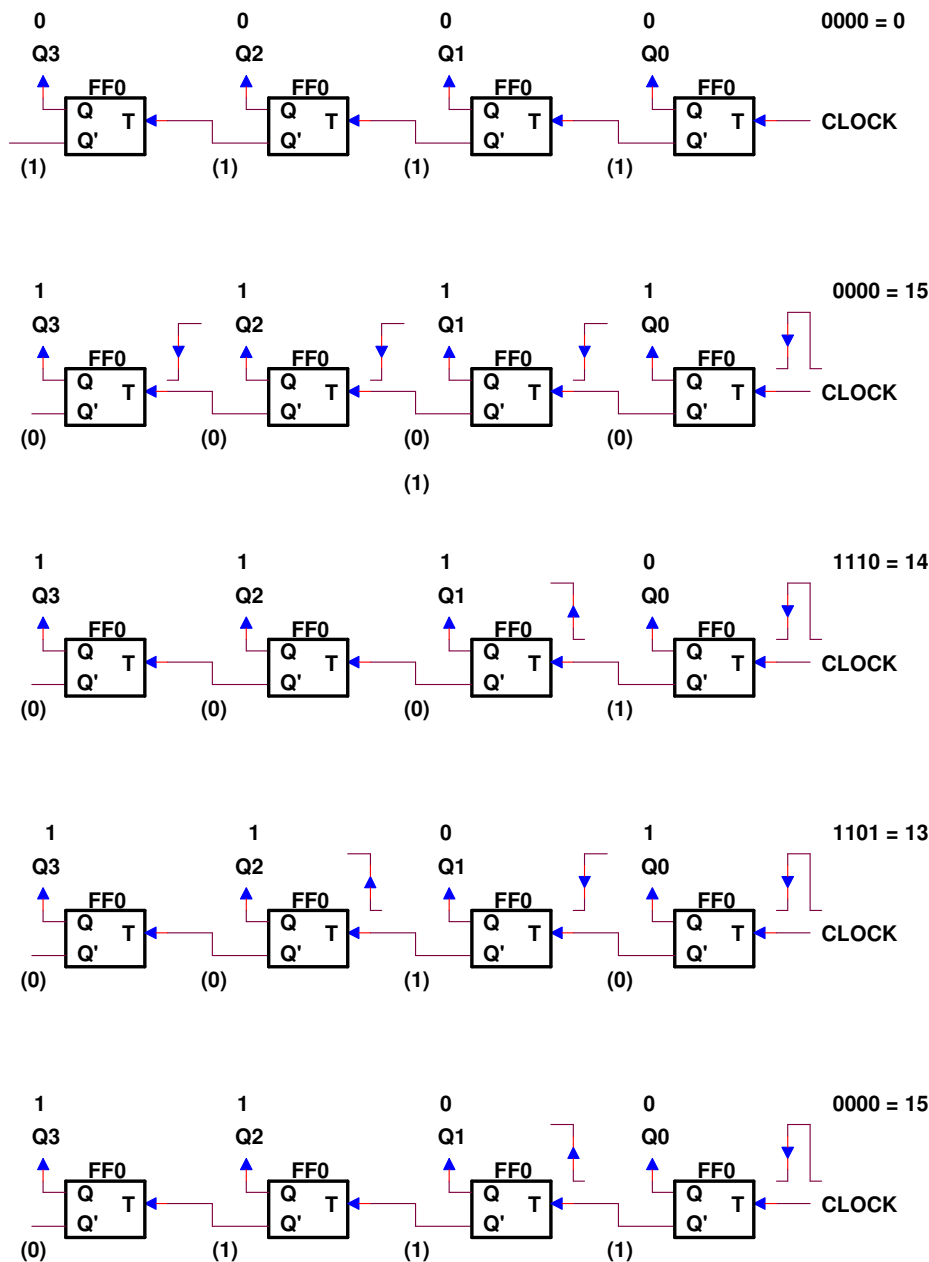 0 0 0 0 0000 = 0
Q3 Q2 Q1 Q0
FF0 FF0 FF0 FF0
Q T Q T Q T Q T CLOCK
Q' Q' Q' Q'
(1) (1) (1) (1)
1 1 1 1 0000 = 15
Q3 Q2 Q1 Q0
FF0 FF0 FF0 FF0
Q T Q T Q T Q T CLOCK
Q' Q' Q' Q'
(0) (0) (0) (0)
(1)
1 1 1 0 1110 = 14
Q3 Q2 Q1 Q0
FF0 FF0 FF0 FF0
Q T Q T Q T Q T CLOCK
Q' Q' Q' Q'
(0) (0) (0) (1)
1 1 0 1 1101 = 13
Q3 Q2 Q1 Q0
FF0 FF0 FF0 FF0
Q T Q T Q T Q T CLOCK
Q' Q' Q' Q'
(0) (0) (1) (0)
1 1 0 0 0000 = 15
Q3 Q2 Q1 Q0
FF0 FF0 FF0 FF0
Q T Q T Q T Q T CLOCK
Q' Q' Q' Q'
(0) (1) (1) (1)